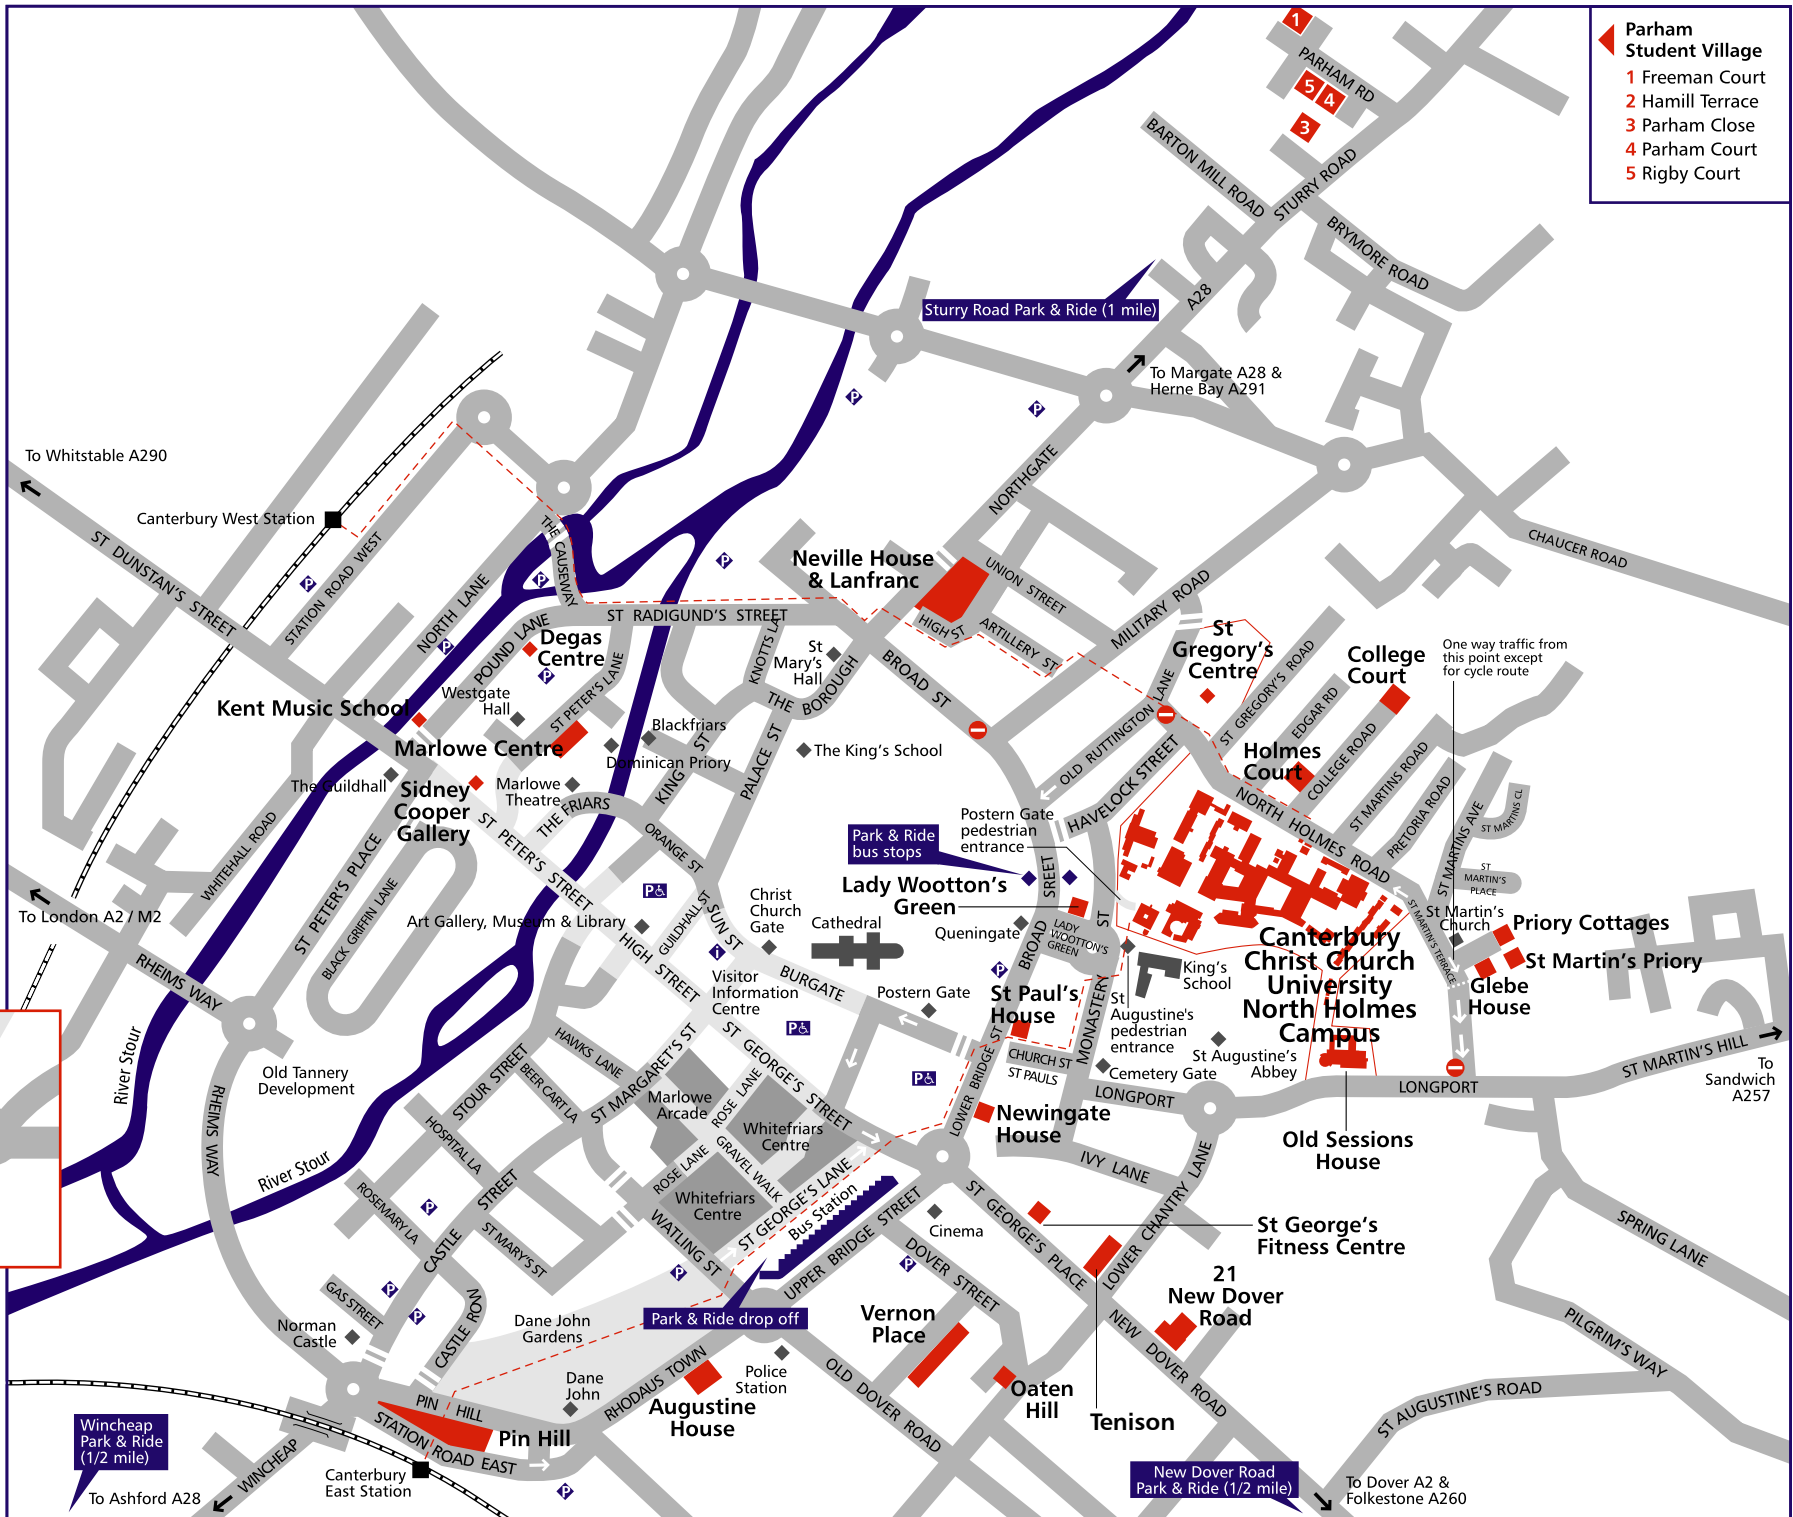 Parham
Student Village
1 Freeman Court
2 Hamill Terrace
3 Parham Close
4 Parham Court
5 Rigby Court
1
PARHAM RD
5
4
3
BARTON MILL ROAD
STURRY ROAD
BRYMORE ROAD
A28
Sturry Road Park & Ride (1 mile)
To Margate A28 &
Herne Bay A291
To Whitstable A290
Canterbury West Station
ST DUNSTAN'S STREET
STATION ROAD WEST
NORTH LANE
THE CAUSEWAY
POUND LANE
ST RADIGUND'S STREET
NORTHGATE
Neville House
& Lanfranc
UNION STREET
HIGH ST
ARTILLERY ST
MILITARY ROAD
CHAUCER ROAD
Degas
Centre
St
Mary's
Hall
KNOTTS LA
THE BOROUGH
BROAD ST
St
Gregory's
Centre
College
Court
One way traffic from
this point except
for cycle route
Kent Music School
Westgate
Hall
ST PETER'S LANE
Blackfriars
Marlowe Centre
Dominican Priory
KING ST
PALACE ST
The King's School
OLD RUTTINGTON LANE
HAVELOCK STREET
ST GREGORY'S ROAD
EDGAR RD
COLLEGE ROAD
Holmes
Court
ST MARTINS ROAD
PRETORIA ROAD
ST MARTINS AVE
ST MARTINS CL
ST
MARTIN'S
PLACE
NORTH HOLMES ROAD
The Guildhall
Sidney
Cooper
Gallery
Marlowe
Theatre
THE FRIARS
ST PETER'S STREET
ORANGE ST
WHITEHALL ROAD
ST PETER'S PLACE
BLACK GRIFFIN LANE
To London A2 / M2
RHEIMS WAY
Art Gallery, Museum & Library
HIGH STREET
GUILDHALL ST
SUN ST
Christ
Church
Gate
Cathedral
BURGATE
Visitor
Information
Centre
Postern Gate
Park & Ride
bus stops
Postern Gate
pedestrian
entrance
Lady Wootton's
Green
Queningate
BROAD SREET
LADY
WOOTTON'S
GREEN
King's
School
St
Augustine's
pedestrian
entrance
MONASTERY ST
Canterbury
Christ Church
University
North Holmes
Campus
ST MARTIN'S TERRACE
St Martin's
Church
Priory Cottages
St Martin's Priory
Glebe
House
St Paul's
House
CHURCH ST
ST PAULS
Cemetery Gate
St Augustine's
Abbey
LONGPORT
LONGPORT
ST MARTIN'S HILL
To
Sandwich
A257
Old Sessions
House
River Stour
Old Tannery
Development
RHEIMS WAY
River Stour
HAWKS LANE
STOUR STREET
BEER CART LA
ST MARGARET'S ST
HOSPITAL LA
Marlowe
Arcade
ROSE LANE
ST GEORGE'S STREET
Whitefriars
Centre
ROSE LANE
GRAVEL WALK
Whitefriars
Centre
ST GEORGE'S LANE
Bus Station
LOWER BRIDGE ST
Newingate
House
IVY LANE
LOWER CHANTRY LANE
ROSEMARY LA
CASTLE STREET
ST MARY'S ST
WATLING ST
UPPER BRIDGE STREET
Cinema
ST GEORGE'S PLACE
DOVER STREET
St George's
Fitness Centre
21
New Dover
Road
SPRING LANE
PILGRIM'S WAY
GAS STREET
Norman
Castle
CASTLE ROW
Dane John
Gardens
Park & Ride drop off
Vernon
Place
Police
Station
Dane
John
RHODAUS TOWN
Augustine
House
OLD DOVER ROAD
Oaten
Hill
Tenison
NEW DOVER ROAD
ST AUGUSTINE'S ROAD
PIN HILL
Pin Hill
STATION ROAD EAST
Wincheap
Park & Ride
(1/2 mile)
WINCHEAP
To Ashford A28
Canterbury
East Station
New Dover Road
Park & Ride (1/2 mile)
To Dover A2 &
Folkestone A260